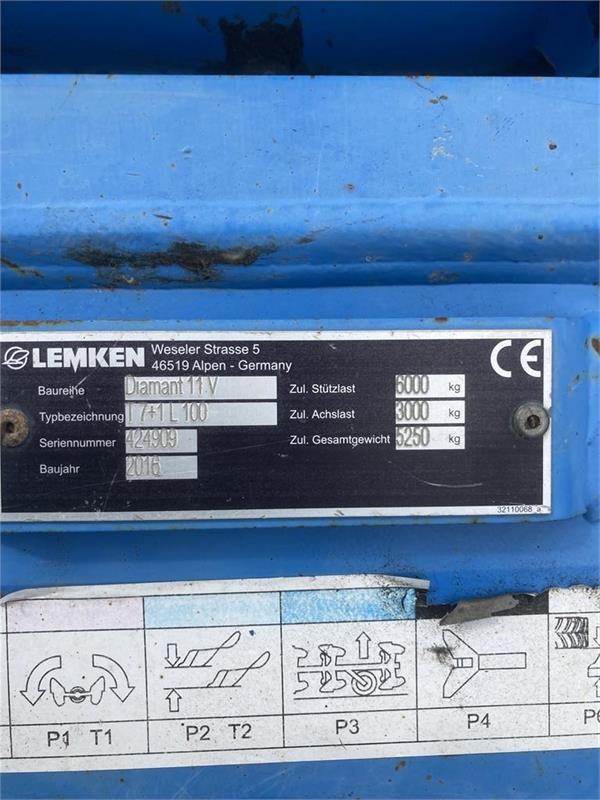 LEMKEN Weseler Strasse 5
46519 Alpen - Germany
CE
Baureihe Diamant 11 V Zul. Stützlast 6000 kg
Typbezeichnung T 7+1 L 100 Zul. Achslast 3000 kg
Seriennummer 424909 Zul. Gesamtgewicht 5250 kg
Baujahr 2016
32110068_a
P1 T1 P2 T2 P3 P4